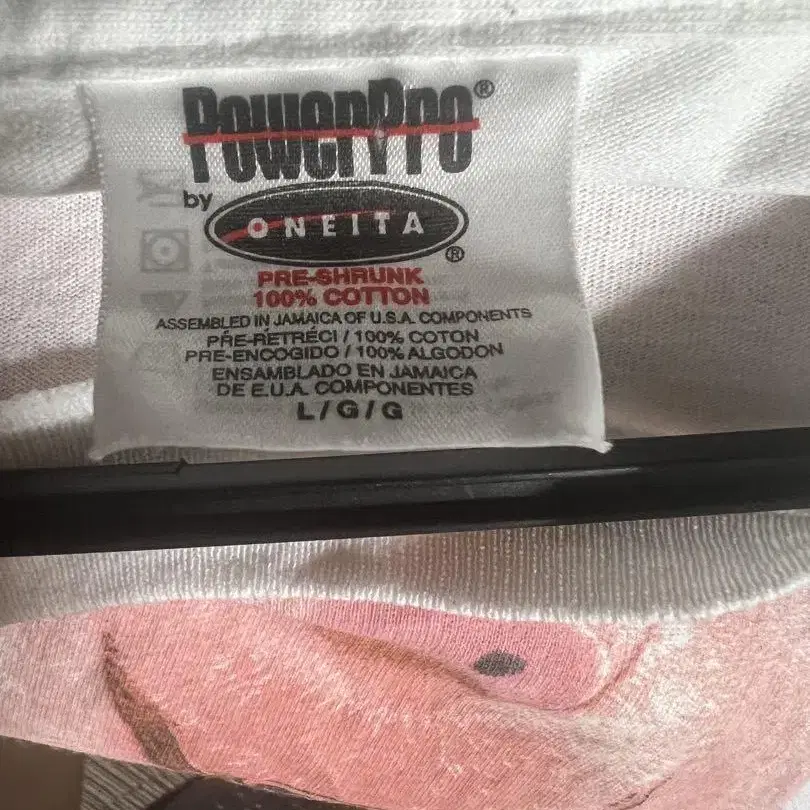 PowerPro®
by ONEITA®
PRE-SHRUNK
100% COTTON
ASSEMBLED IN JAMAICA OF U.S.A. COMPONENTS
PRÉ-RÉTRÉCI / 100% COTON
PRE-ENCOGIDO / 100% ALGODON
ENSAMBLADO EN JAMAICA
DE E.U.A. COMPONENTES
L/G/G